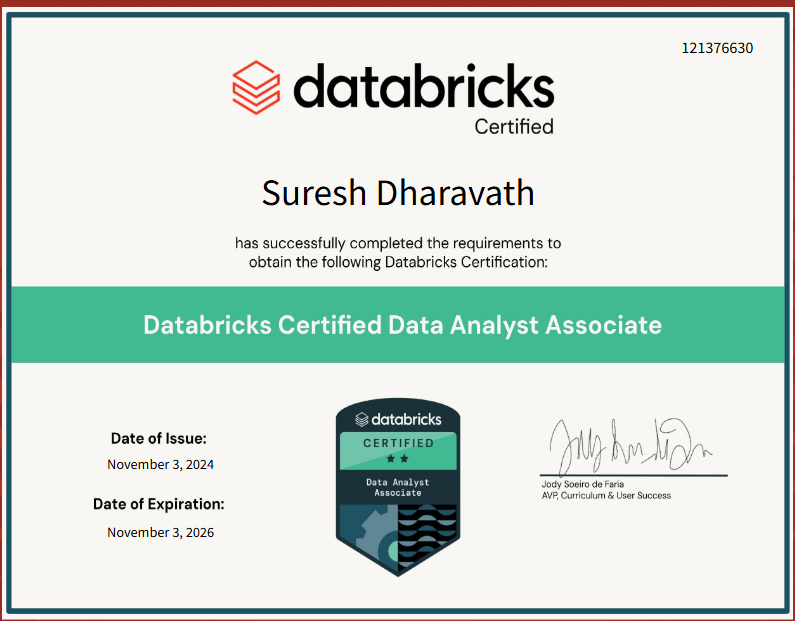 121376630
databricks
Certified
Suresh Dharavath
has successfully completed the requirements to
obtain the following Databricks Certification:
Databricks Certified Data Analyst Associate
Date of Issue:
November 3, 2024
Date of Expiration:
November 3, 2026
databricks
CERTIFIED
Data Analyst
Associate
Jody Soeiro de Faria
AVP, Curriculum & User Success